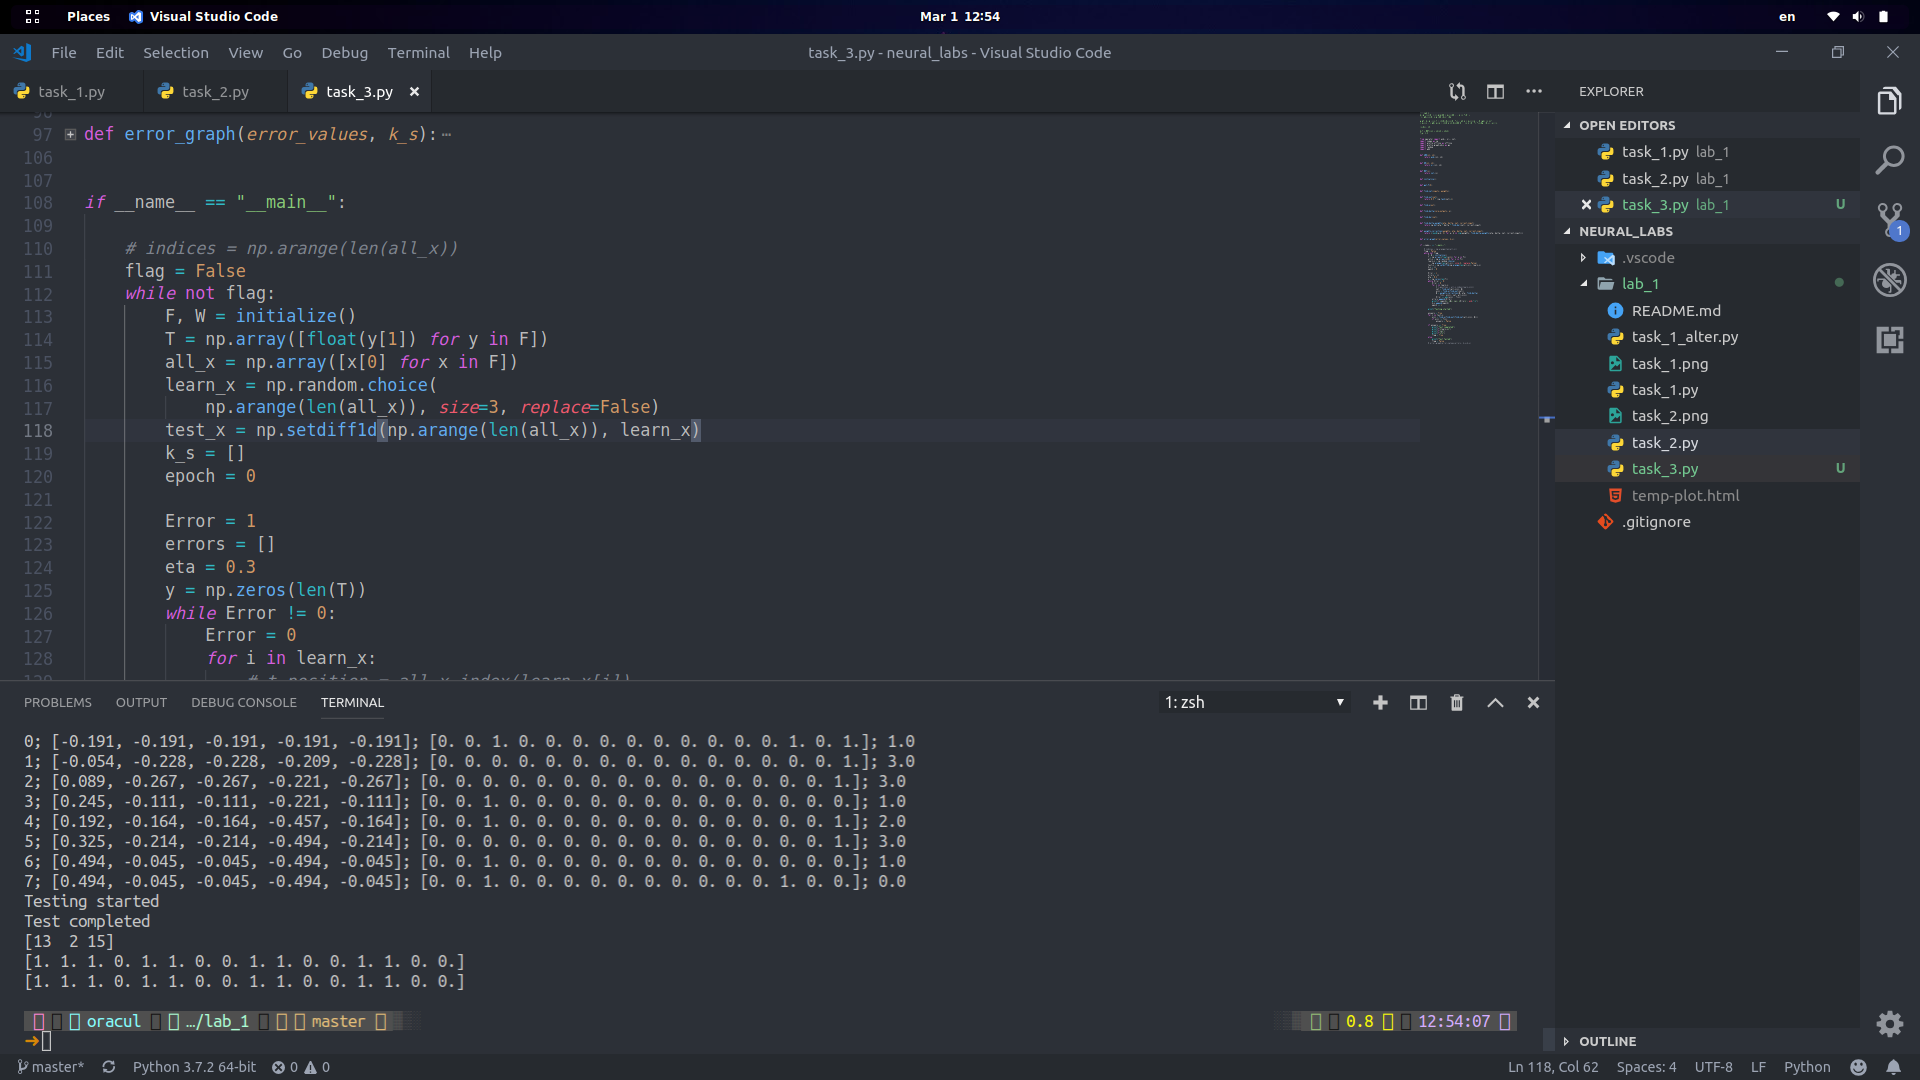 Places Visual Studio Code Mar 1 12:54 en
File Edit Selection View Go Debug Terminal Help task_3.py - neural_labs - Visual Studio Code
task_1.py task_2.py task_3.py
97 def error_graph(error_values, k_s):
106
107
108 if __name__ == "__main__":
109
110 # indices = np.arange(len(all_x))
111 flag = False
112 while not flag:
113 F, W = initialize()
114 T = np.array([float(y[1]) for y in F])
115 all_x = np.array([x[0] for x in F])
116 learn_x = np.random.choice(
117 np.arange(len(all_x)), size=3, replace=False)
118 test_x = np.setdiff1d(np.arange(len(all_x)), learn_x)
119 k_s = []
120 epoch = 0
121
122 Error = 1
123 errors = []
124 eta = 0.3
125 y = np.zeros(len(T))
126 while Error != 0:
127 Error = 0
128 for i in learn_x:
PROBLEMS OUTPUT DEBUG CONSOLE TERMINAL 1: zsh
0; [-0.191, -0.191, -0.191, -0.191, -0.191]; [0. 0. 1. 0. 0. 0. 0. 0. 0. 0. 0. 0. 0. 1. 0. 1.]; 1.0
1; [-0.054, -0.228, -0.228, -0.209, -0.228]; [0. 0. 0. 0. 0. 0. 0. 0. 0. 0. 0. 0. 0. 0. 0. 1.]; 3.0
2; [0.089, -0.267, -0.267, -0.221, -0.267]; [0. 0. 0. 0. 0. 0. 0. 0. 0. 0. 0. 0. 0. 0. 0. 1.]; 3.0
3; [0.245, -0.111, -0.111, -0.221, -0.111]; [0. 0. 1. 0. 0. 0. 0. 0. 0. 0. 0. 0. 0. 0. 0. 0.]; 1.0
4; [0.192, -0.164, -0.164, -0.457, -0.164]; [0. 0. 1. 0. 0. 0. 0. 0. 0. 0. 0. 0. 0. 0. 0. 1.]; 2.0
5; [0.325, -0.214, -0.214, -0.494, -0.214]; [0. 0. 0. 0. 0. 0. 0. 0. 0. 0. 0. 0. 0. 0. 0. 1.]; 3.0
6; [0.494, -0.045, -0.045, -0.494, -0.045]; [0. 0. 1. 0. 0. 0. 0. 0. 0. 0. 0. 0. 0. 0. 0. 0.]; 1.0
7; [0.494, -0.045, -0.045, -0.494, -0.045]; [0. 0. 1. 0. 0. 0. 0. 0. 0. 0. 0. 0. 0. 1. 0. 0.]; 0.0
Testing started
Test completed
[13  2 15]
[1. 1. 1. 0. 1. 1. 0. 0. 1. 1. 0. 0. 1. 1. 0. 0.]
[1. 1. 1. 0. 1. 1. 0. 0. 1. 1. 0. 0. 1. 1. 0. 0.]
oracul …/lab_1 master 0.8 12:54:07
➜
EXPLORER
OPEN EDITORS
task_1.py lab_1
task_2.py lab_1
task_3.py lab_1 U
NEURAL_LABS
.vscode
lab_1
README.md
task_1_alter.py
task_1.png
task_1.py
task_2.png
task_2.py
task_3.py U
temp-plot.html
.gitignore
OUTLINE
1
master* Python 3.7.2 64-bit 0 0 Ln 118, Col 62 Spaces: 4 UTF-8 LF Python